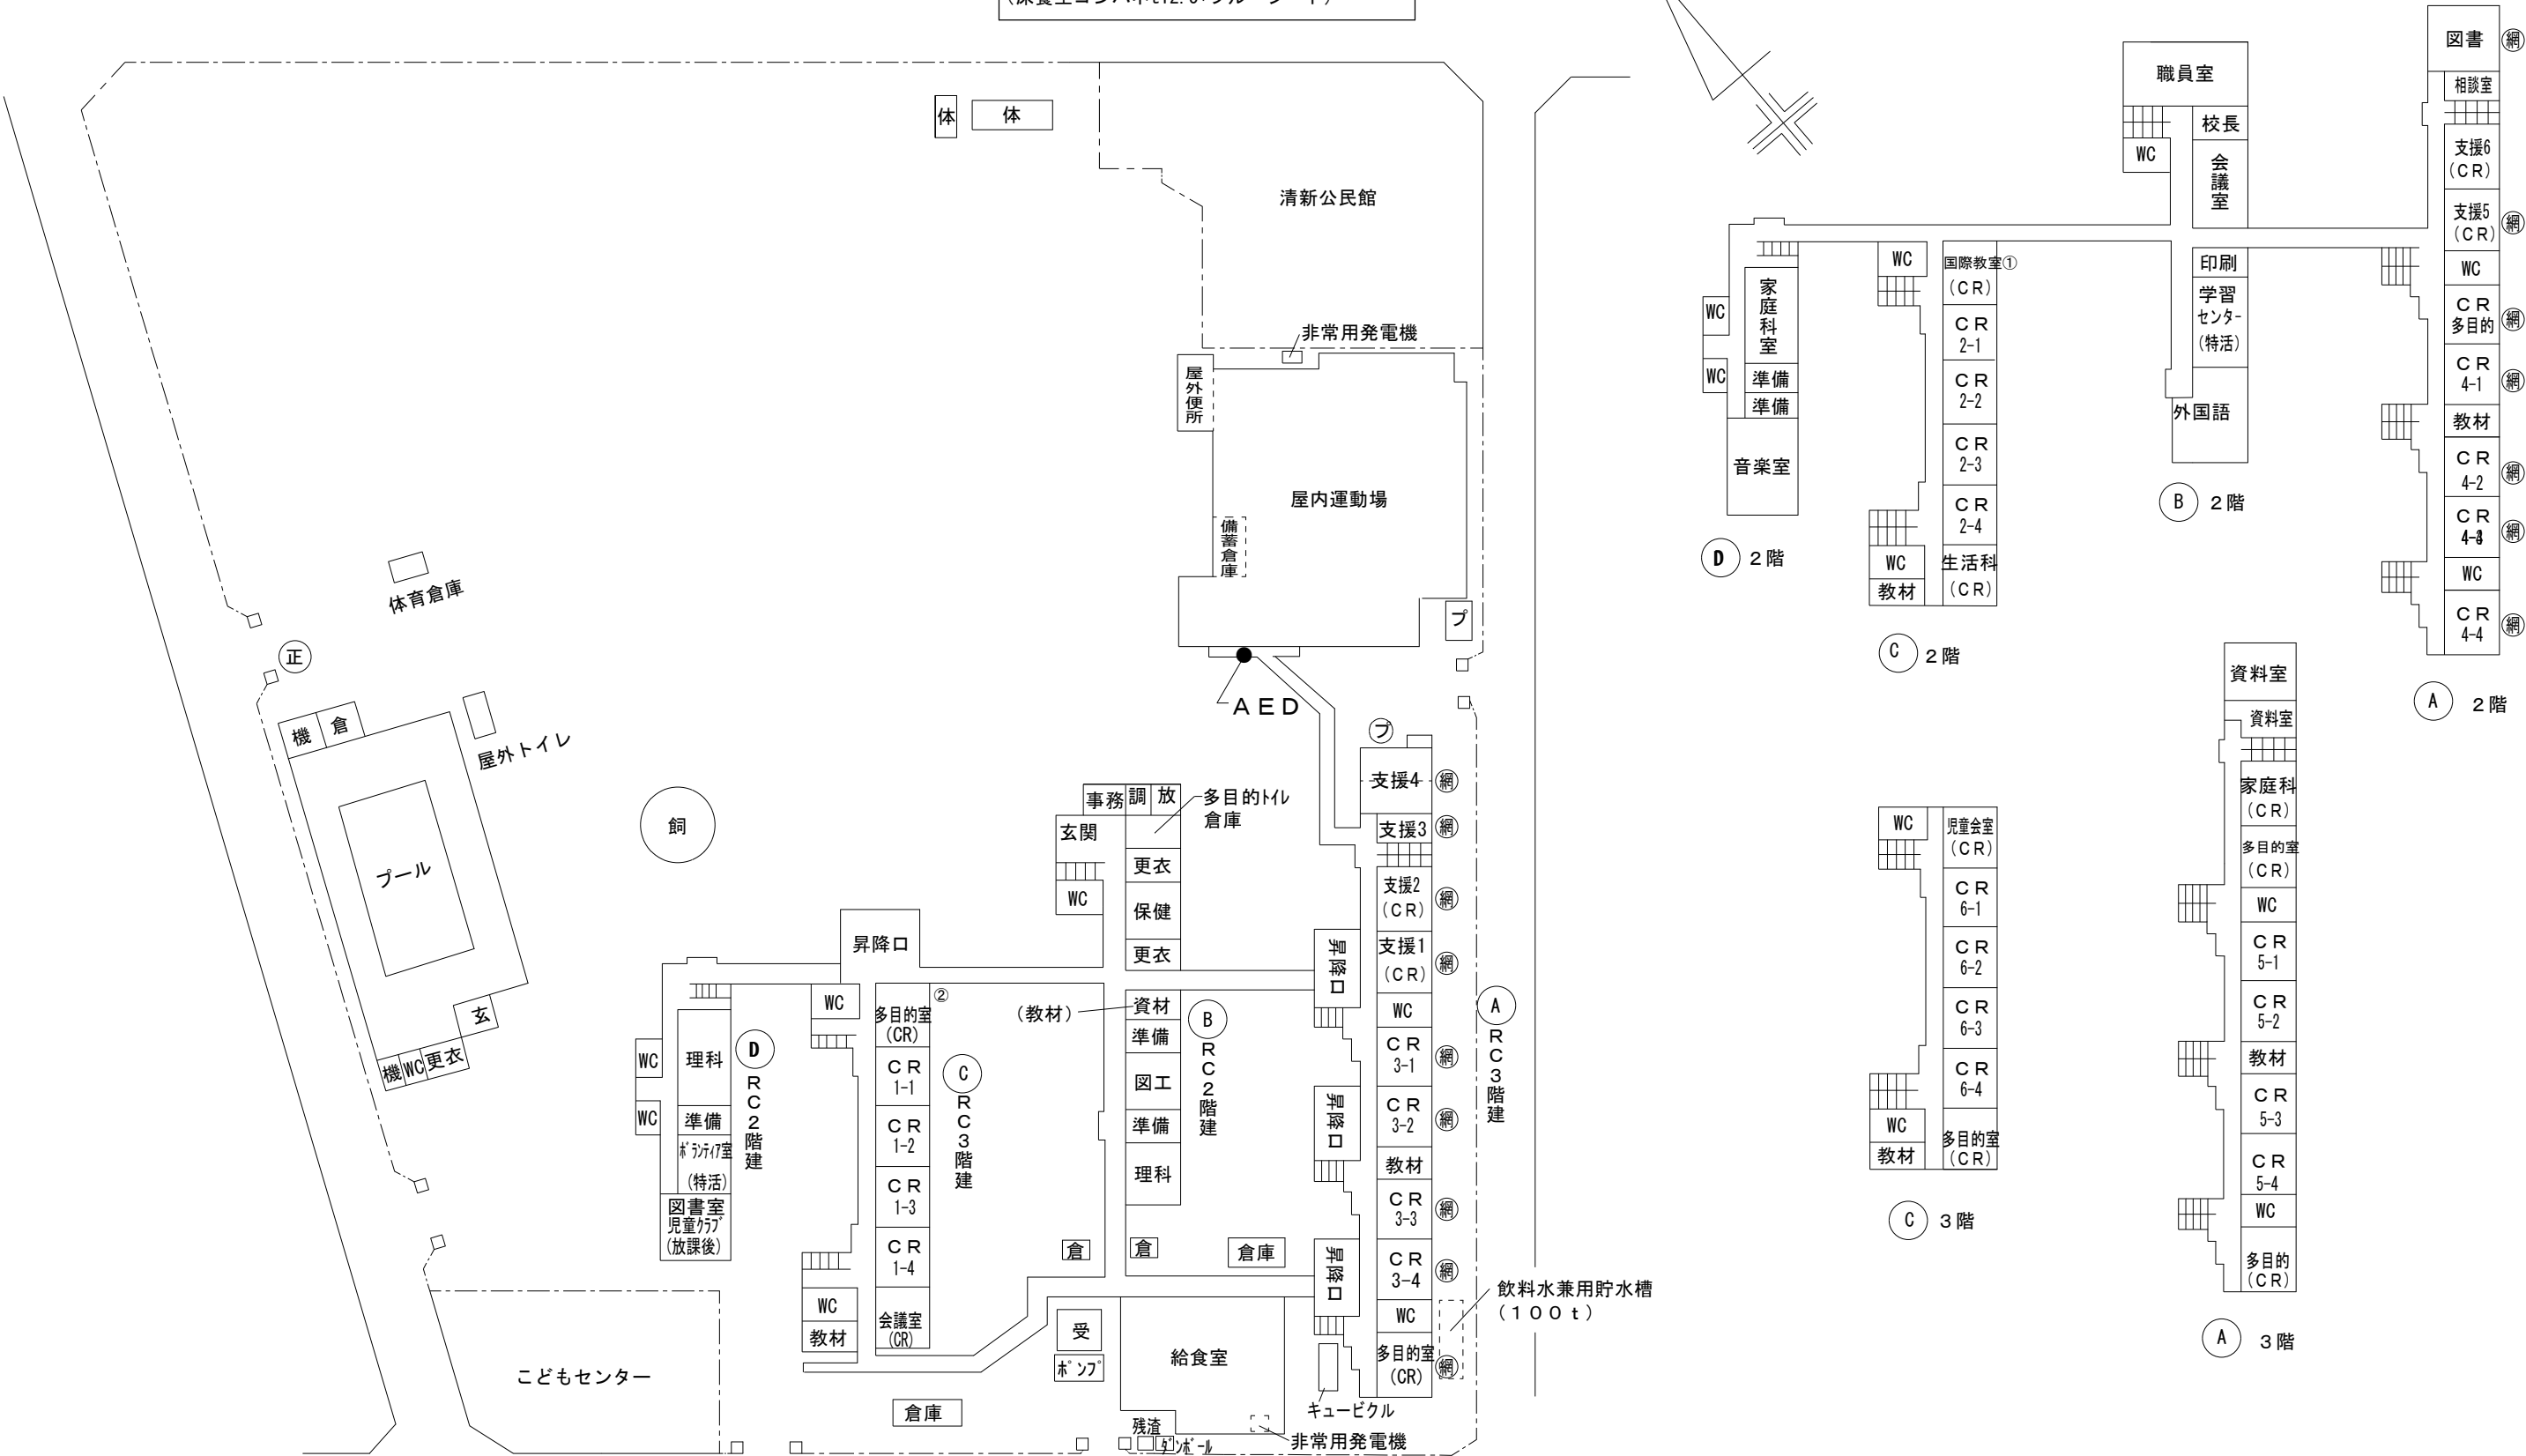 体
体
清新公民館
非常用発電機
屋外便所
屋内運動場
備蓄倉庫
プ
AED
体育倉庫
正
機
倉
屋外トイレ
プール
玄
機
WC
更衣
飼
こどもセンター
プ
支援4
網
支援3
網
支援2
(CR)
網
支援1
(CR)
網
WC
CR
3-1
網
CR
3-2
網
教材
CR
3-3
網
CR
3-4
網
WC
多目的室
(CR)
網
昇降口
昇降口
昇降口
A
RC3階建
飲料水兼用貯水槽
(100t)
キュービクル
非常用発電機
事務
調
放
多目的トイレ
倉庫
玄関
更衣
WC
保健
更衣
(教材)
資材
準備
図工
準備
理科
B
RC2階建
倉
倉
倉庫
受
ポンプ
給食室
残渣
ダンボール
倉庫
昇降口
WC
多目的室
②
(CR)
CR
1-1
CR
1-2
CR
1-3
CR
1-4
会議室
(CR)
WC
教材
C
RC3階建
WC
WC
理科
準備
ボランティア室
(特活)
図書室
児童クラブ
(放課後)
D
RC2階建
WC
WC
家庭科室
準備
準備
音楽室
D
2階
WC
国際教室①
(CR)
CR
2-1
CR
2-2
CR
2-3
CR
2-4
生活科
(CR)
WC
教材
C
2階
職員室
校長
WC
会議室
印刷
学習
センター
(特活)
外国語
B
2階
図書
網
相談室
支援6
(CR)
支援5
(CR)
網
WC
CR
多目的
網
CR
4-1
網
教材
CR
4-2
網
CR
網
WC
CR
4-4
網
A
2階
WC
児童会室
(CR)
CR
6-1
CR
6-2
CR
6-3
CR
6-4
多目的室
(CR)
WC
教材
C
3階
資料室
資料室
家庭科
(CR)
多目的室
(CR)
WC
CR
5-1
CR
5-2
教材
CR
5-3
CR
5-4
WC
多目的
(CR)
A
3階